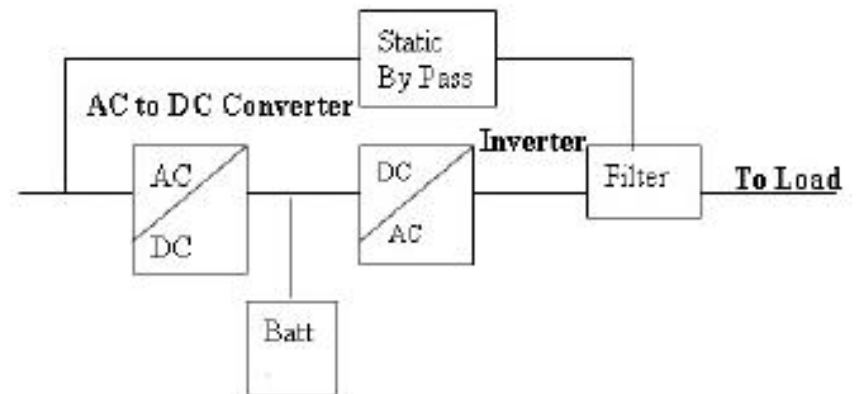 Static
By Pass
AC to DC Converter
Inverter
AC
DC
DC
AC
Filter
To Load
Batt